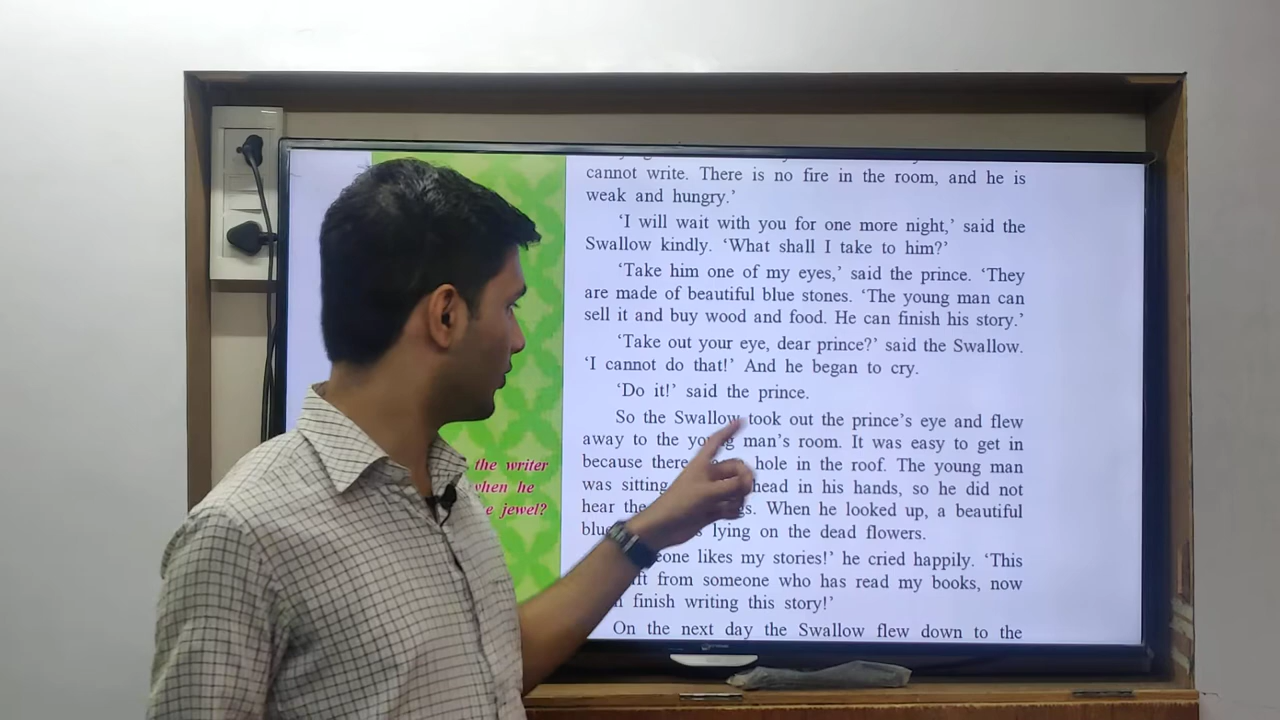 cannot write. There is no fire in the room, and he is
weak and hungry.’
‘I will wait with you for one more night,’ said the
Swallow kindly. ‘What shall I take to him?’
‘Take him one of my eyes,’ said the prince. ‘They
are made of beautiful blue stones. ‘The young man can
sell it and buy wood and food. He can finish his story.’
‘Take out your eye, dear prince?’ said the Swallow.
‘I cannot do that!’ And he began to cry.
‘Do it!’ said the prince.
So the Swallow took out the prince’s eye and flew
away to the young man’s room. It was easy to get in
because there hole in the roof. The young man
was sitting head in his hands, so he did not
hear the When he looked up, a beautiful
lying on the dead flowers.
likes my stories!’ he cried happily. ‘This
from someone who has read my books, now
finish writing this story!’
On the next day the Swallow flew down to the
the writer
when he
jewel?